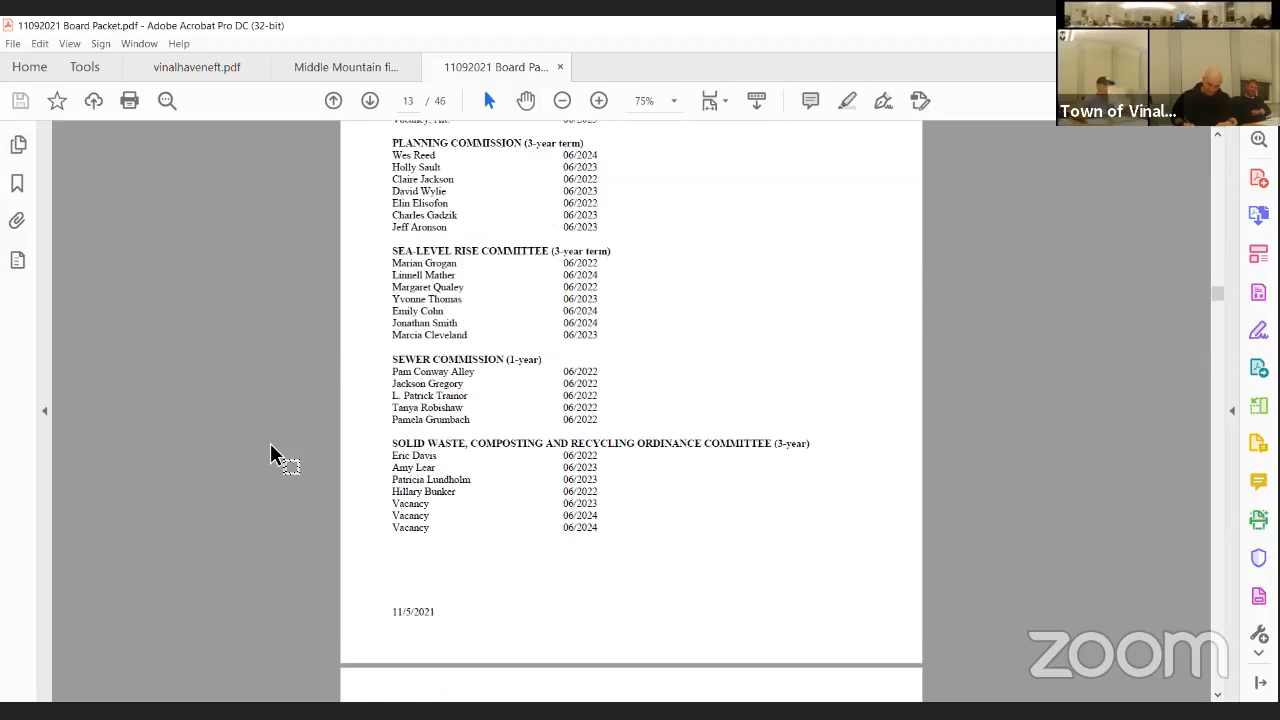 11092021 Board Packet.pdf - Adobe Acrobat Pro DC (32-bit)
File Edit View Sign Window Help
Home Tools vinalhaveneft.pdf Middle Mountain fi... 11092021 Board Pa... ×
13 / 46 75%
Town of Vinal...
06/2023
PLANNING COMMISSION (3-year term)
Wes Reed 06/2024
Holly Sault 06/2023
Claire Jackson 06/2022
David Wylie 06/2023
Elin Elisofon 06/2022
Charles Gadzik 06/2023
Jeff Aronson 06/2023
SEA-LEVEL RISE COMMITTEE (3-year term)
Marian Grogan 06/2022
Linnell Mather 06/2024
Margaret Qualey 06/2022
Yvonne Thomas 06/2023
Emily Cohn 06/2024
Jonathan Smith 06/2024
Marcia Cleveland 06/2023
SEWER COMMISSION (1-year)
Pam Conway Alley 06/2022
Jackson Gregory 06/2022
L. Patrick Trainor 06/2022
Tanya Robishaw 06/2022
Pamela Grumbach 06/2022
SOLID WASTE, COMPOSTING AND RECYCLING ORDINANCE COMMITTEE (3-year)
Eric Davis 06/2022
Amy Lear 06/2023
Patricia Lundholm 06/2023
Hillary Bunker 06/2022
Vacancy 06/2023
Vacancy 06/2024
Vacancy 06/2024
11/5/2021
zoom